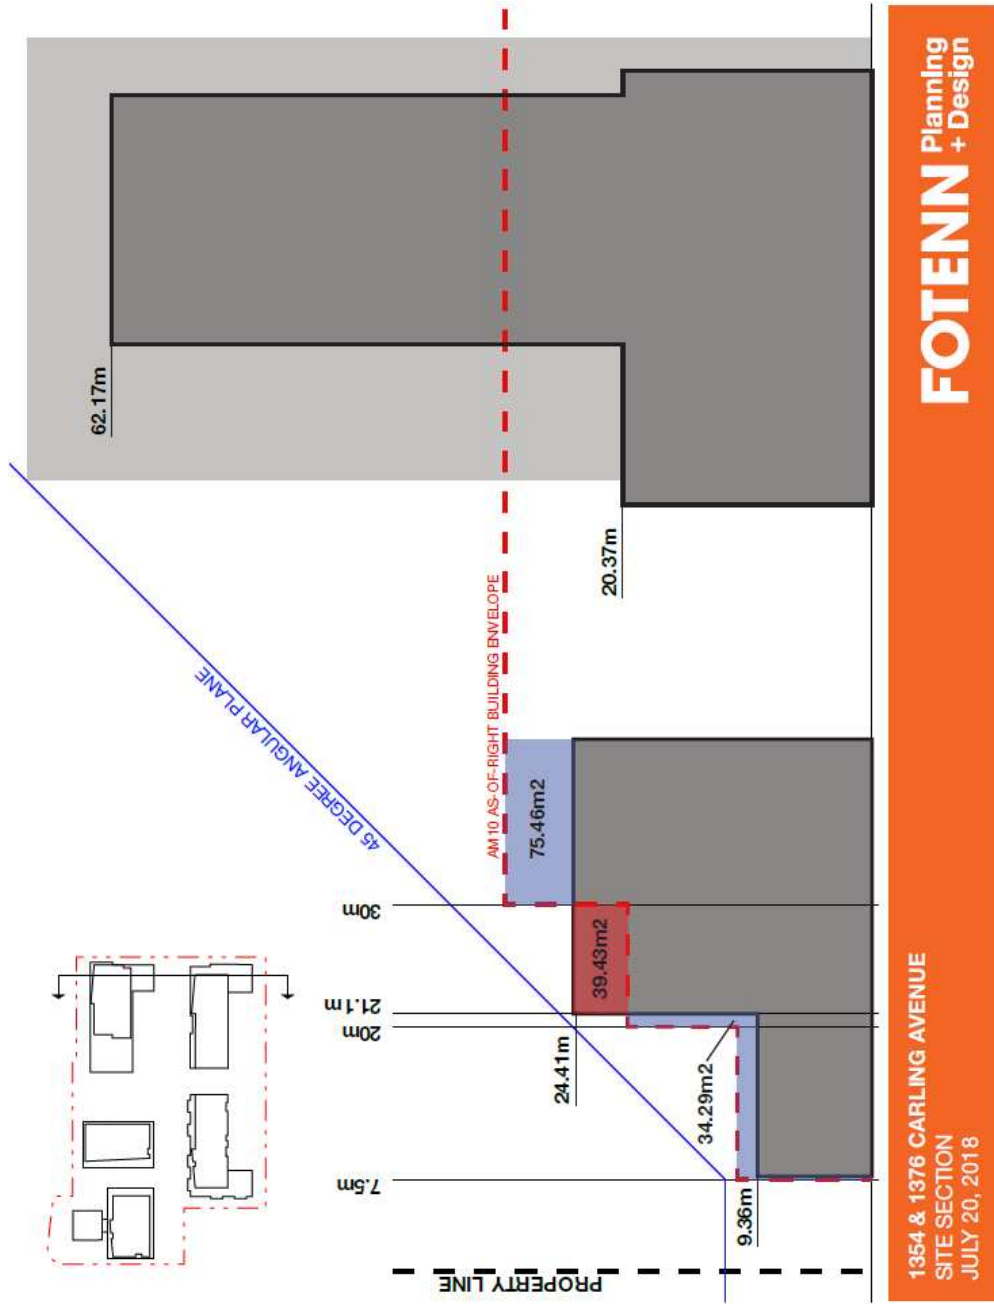 62.17m
20.37m
45 DEGREE ANGULAR PLANE
AM10 AS-OF-RIGHT BUILDING ENVELOPE
75.46m2
39.43m2
34.29m2
24.41m
9.36m
PROPERTY LINE
7.5m
20m
21.1m
30m
1354 & 1376 CARLING AVENUE
SITE SECTION
JULY 20, 2018
FOTENN Planning
+ Design